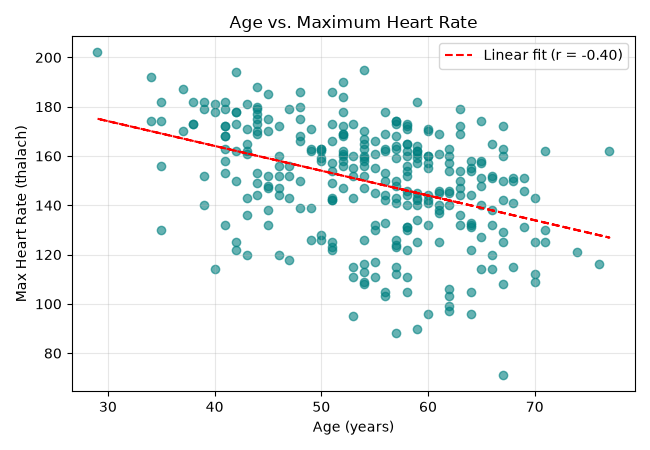 Age vs. Maximum Heart Rate
Linear fit (r = -0.40)
Max Heart Rate (thalach)
200
180
160
140
120
100
80
30 40 50 60 70
Age (years)